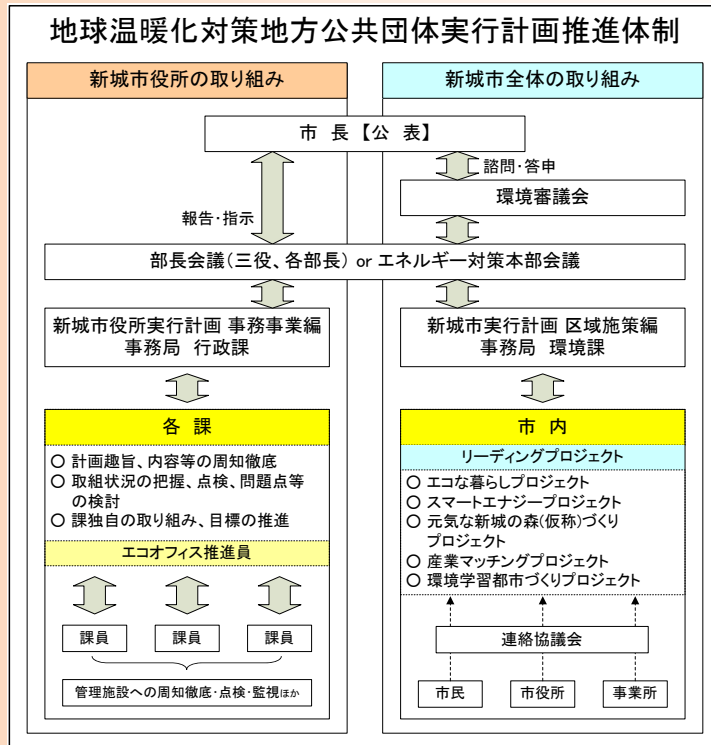 地球温暖化対策地方公共団体実行計画推進体制
新城市役所の取り組み
新城市全体の取り組み
市 長 【公 表】
諮問・答申
環境審議会
報告・指示
部長会議(三役、各部長) or エネルギー対策本部会議
新城市役所実行計画 事務事業編
事務局 行政課
新城市実行計画 区域施策編
事務局 環境課
各 課
○ 計画趣旨、内容等の周知徹底
○ 取組状況の把握、点検、問題点等
の検討
○ 課独自の取り組み、目標の推進
エコオフィス推進員
課員
課員
課員
管理施設への周知徹底・点検・監視ほか
市 内
リーディングプロジェクト
○ エコな暮らしプロジェクト
○ スマートエナジープロジェクト
○ 元気な新城の森(仮称)づくり
プロジェクト
○ 産業マッチングプロジェクト
○ 環境学習都市づくりプロジェクト
連絡協議会
市民
市役所
事業所